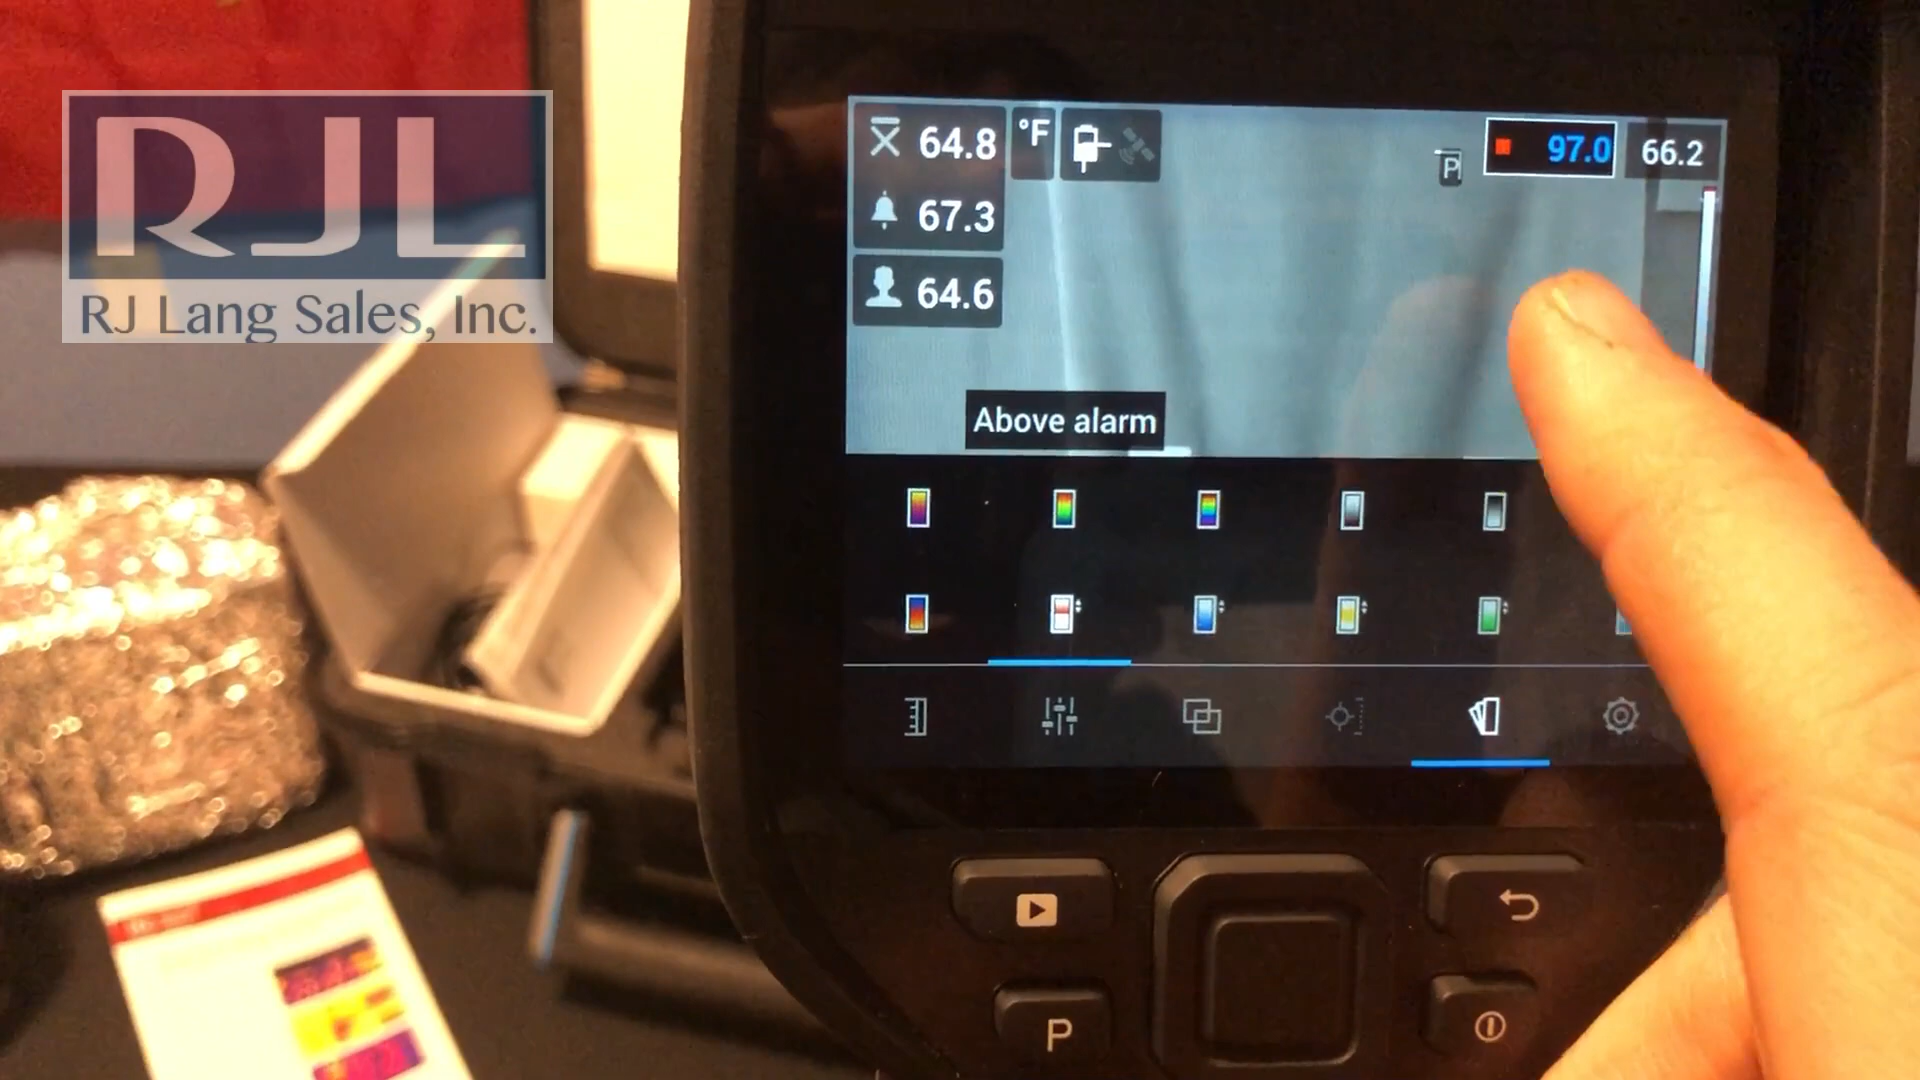 RJL
RJ Lang Sales, Inc.
64.8
°F
67.3
64.6
P
97.0
66.2
Above alarm
P